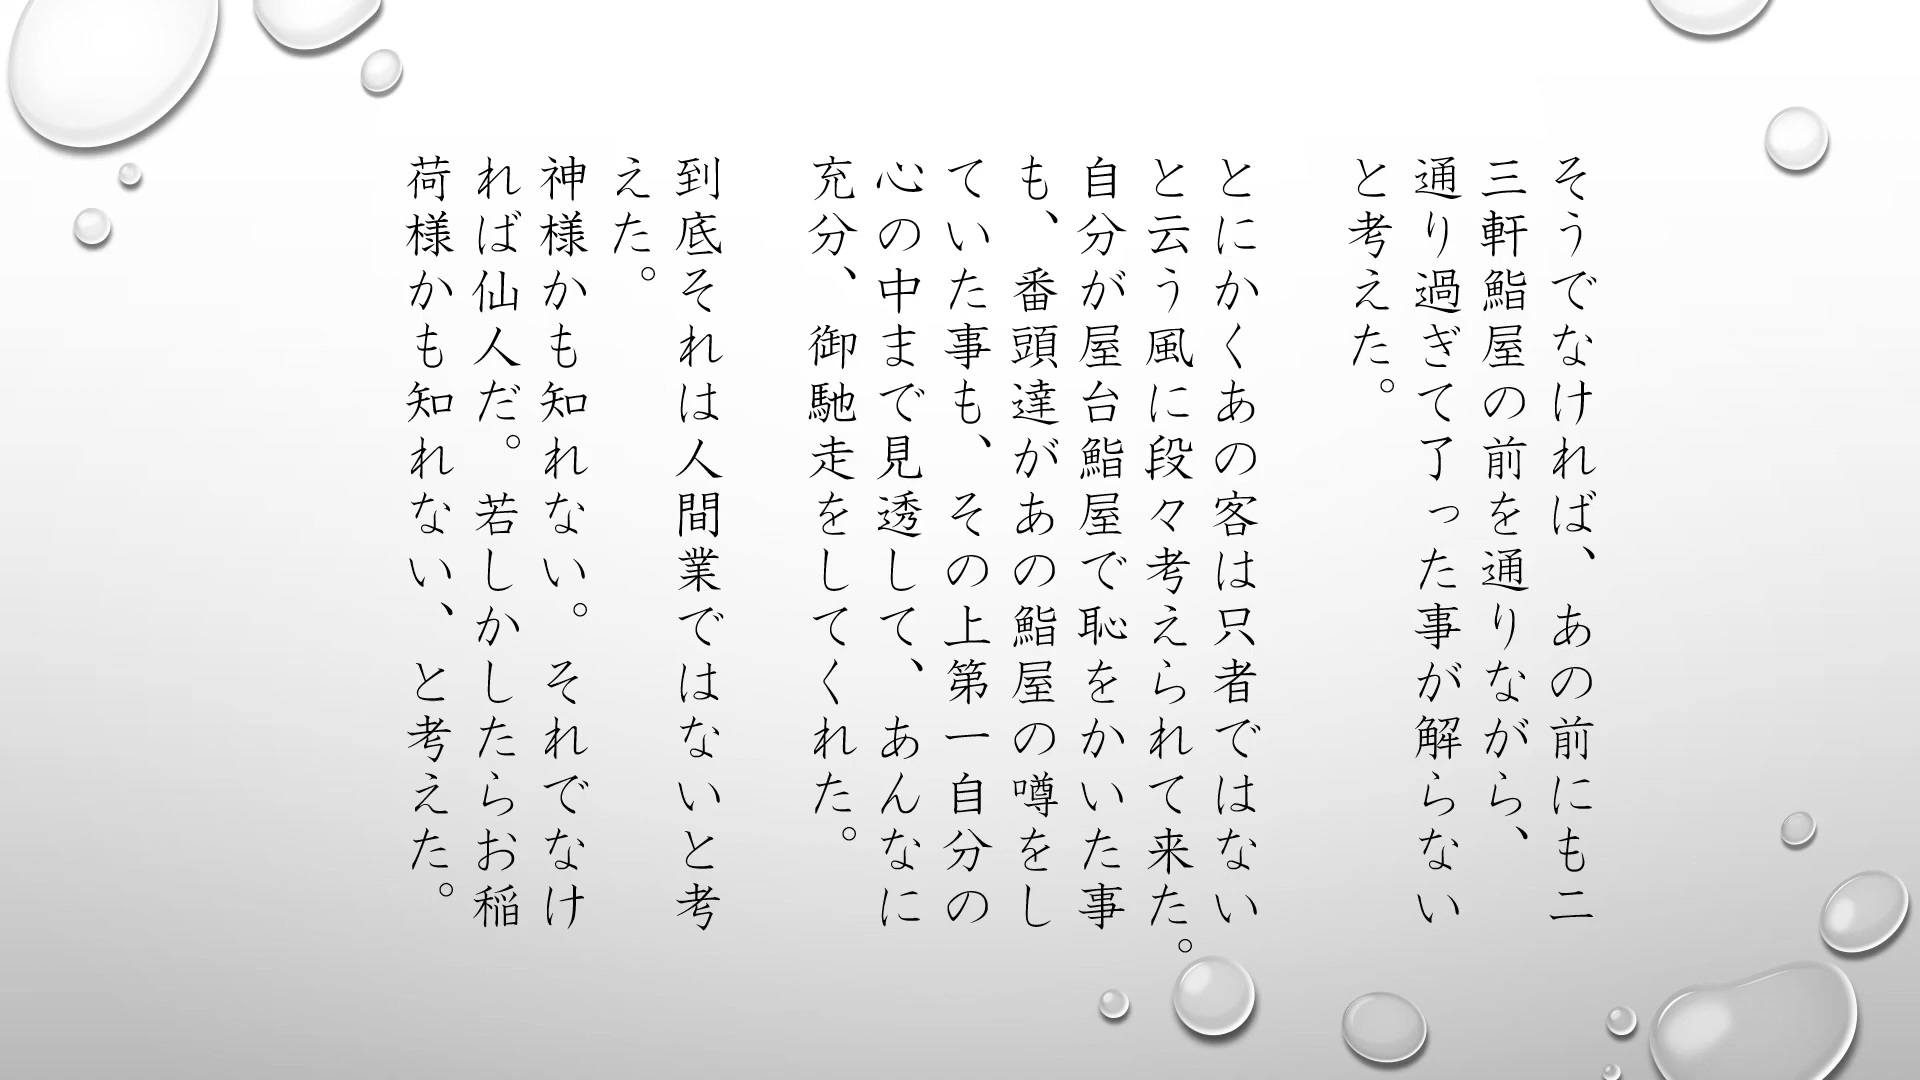 そうでなければ、あの前にも二
三軒鮨屋の前を通りながら、
通り過ぎて了った事が解らない
と考えた。
とにかくあの客は只者ではない
と云う風に段々考えられて来た。
自分が屋台鮨屋で恥をかいた事
も、番頭達があの鮨屋の噂をし
ていた事も、その上第一自分の
心の中まで見透して、あんなに
充分、御馳走をしてくれた。
到底それは人間業ではないと考
えた。
神様かも知れない。それでなけ
れば仙人だ。若しかしたらお稲
荷様かも知れない、と考えた。